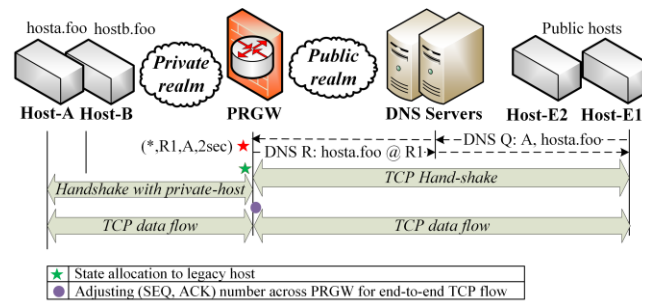 hosta.foo hostb.foo
Public hosts
Private realm
Public realm
Host-A Host-B PRGW DNS Servers Host-E2 Host-E1
(*,R1,A,2sec)
DNS R: hosta.foo @ R1
DNS Q: A, hosta.foo
TCP Hand-shake
Handshake with private-host
TCP data flow
TCP data flow
State allocation to legacy host
Adjusting (SEQ, ACK) number across PRGW for end-to-end TCP flow